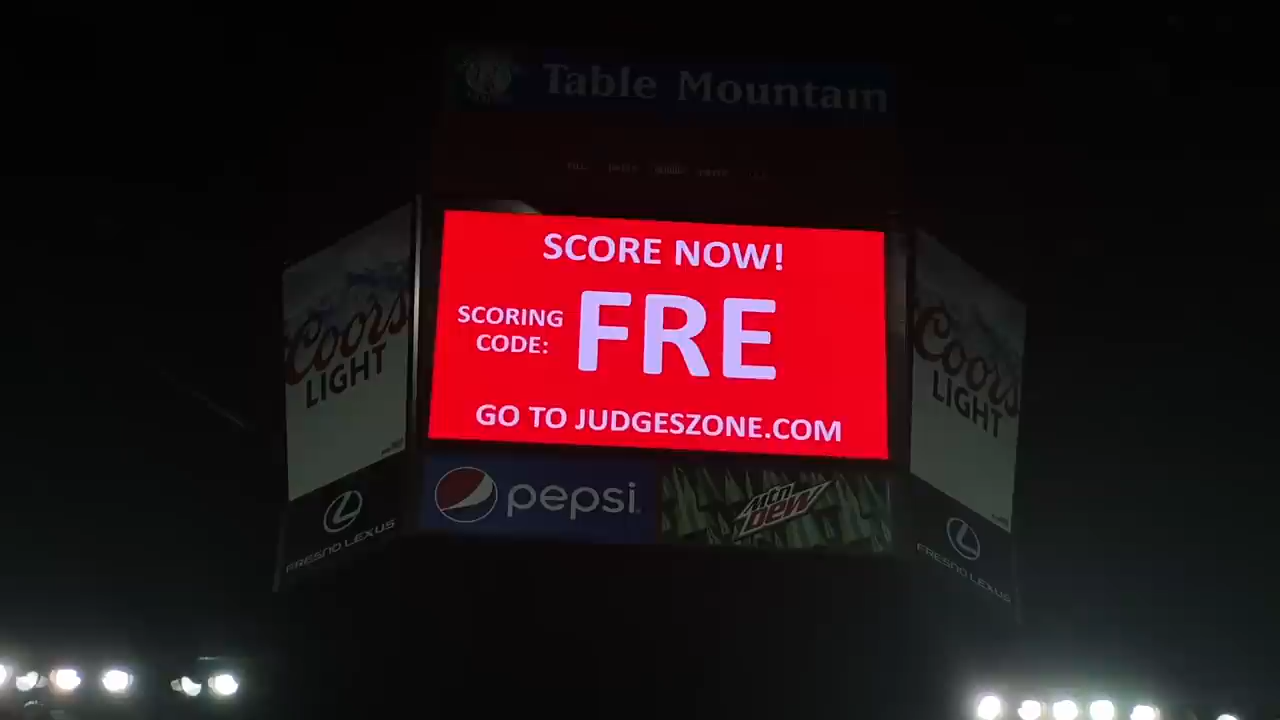 Table Mountain
SCORE NOW!
SCORING
CODE:
FRE
GO TO JUDGESZONE.COM
Coors
LIGHT
FRESNO LEXUS
pepsi
mtn
dew
Coors
LIGHT
FRESNO LEXUS